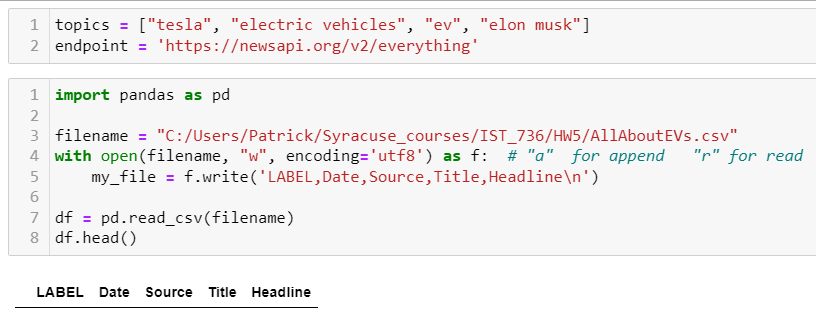 1 topics = ["tesla", "electric vehicles", "ev", "elon musk"]
2 endpoint = 'https://newsapi.org/v2/everything'
1 import pandas as pd
2
3 filename = "C:/Users/Patrick/Syracuse_courses/IST_736/HW5/AllAboutEVs.csv"
4 with open(filename, "w", encoding='utf8') as f:  # "a"  for append   "r" for read
5     my_file = f.write('LABEL,Date,Source,Title,Headline\n')
6
7 df = pd.read_csv(filename)
8 df.head()
LABEL Date Source Title Headline